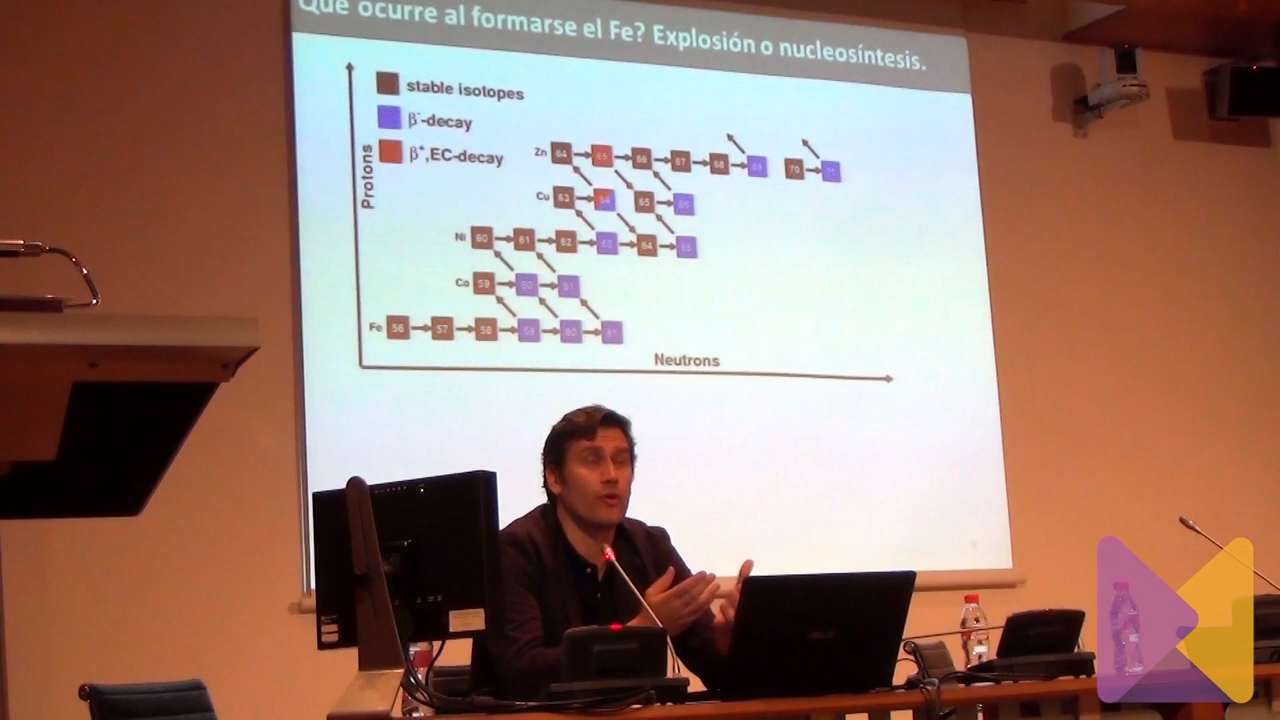 Qué ocurre al formarse el Fe? Explosión o nucleosíntesis.
stable isotopes
β⁻-decay
β⁺,EC-decay
Protons
Zn 64 65 66 67 68 69 70 71
Cu 63 64 65 66
Ni 60 61 62 63 64 65
Co 59 60 61
Fe 56 57 58 59 60 61
Neutrons